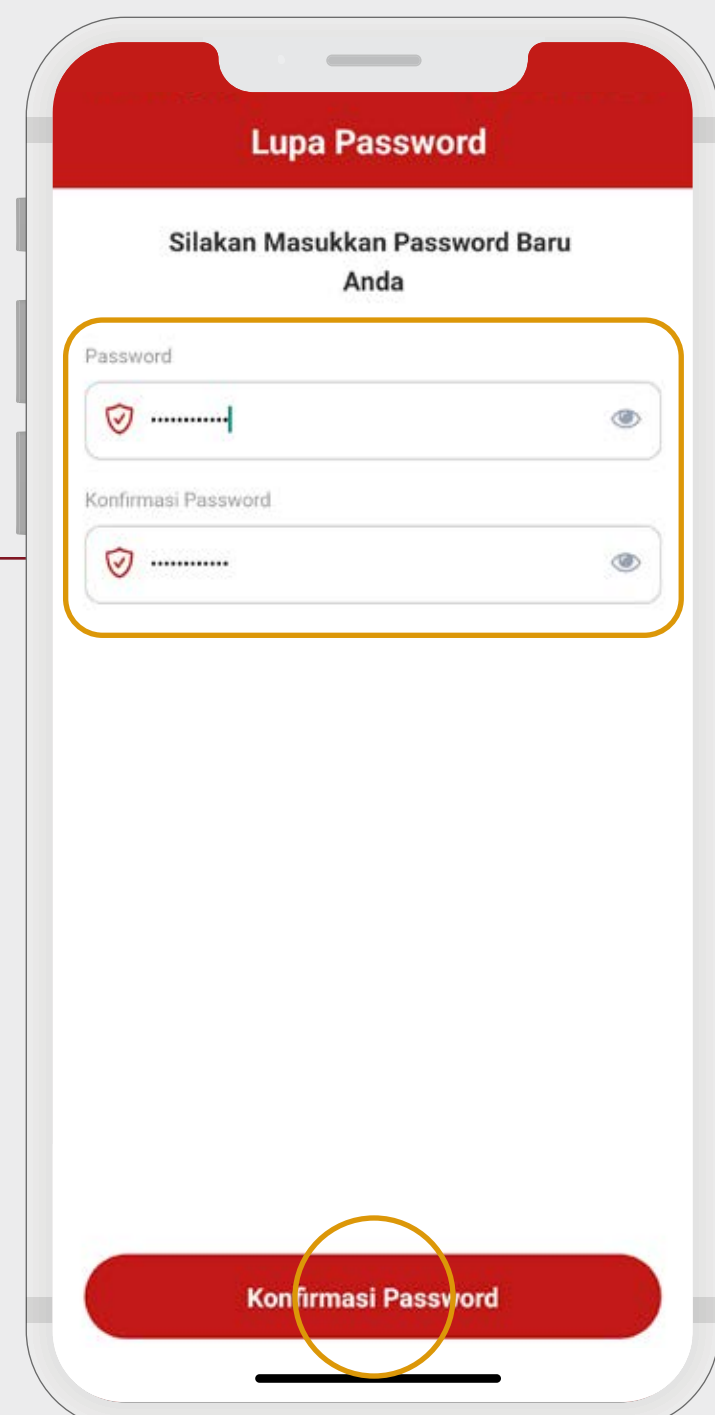 Lupa Password
Silakan Masukkan Password Baru
Anda
Password
••••••••••••
Konfirmasi Password
••••••••••••
Konfirmasi Password